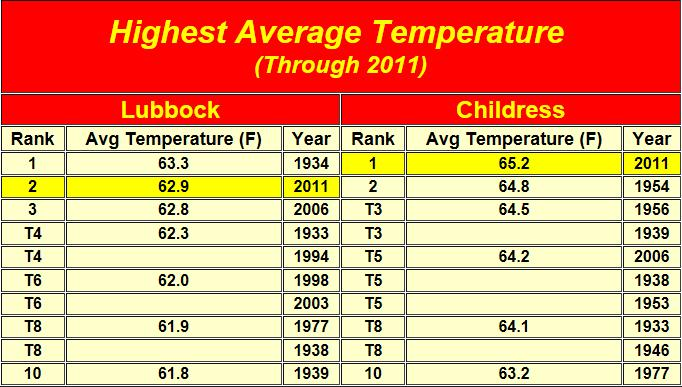 Highest Average Temperature
(Through 2011)
Lubbock Childress
Rank Avg Temperature (F) Year Rank Avg Temperature (F) Year
1 63.3 1934 1 65.2 2011
2 62.9 2011 2 64.8 1954
3 62.8 2006 T3 64.5 1956
T4 62.3 1933 T3 1939
T4 1994 T5 64.2 2006
T6 62.0 1998 T5 1938
T6 2003 T5 1953
T8 61.9 1977 T8 64.1 1933
T8 1938 T8 1946
10 61.8 1939 10 63.2 1977